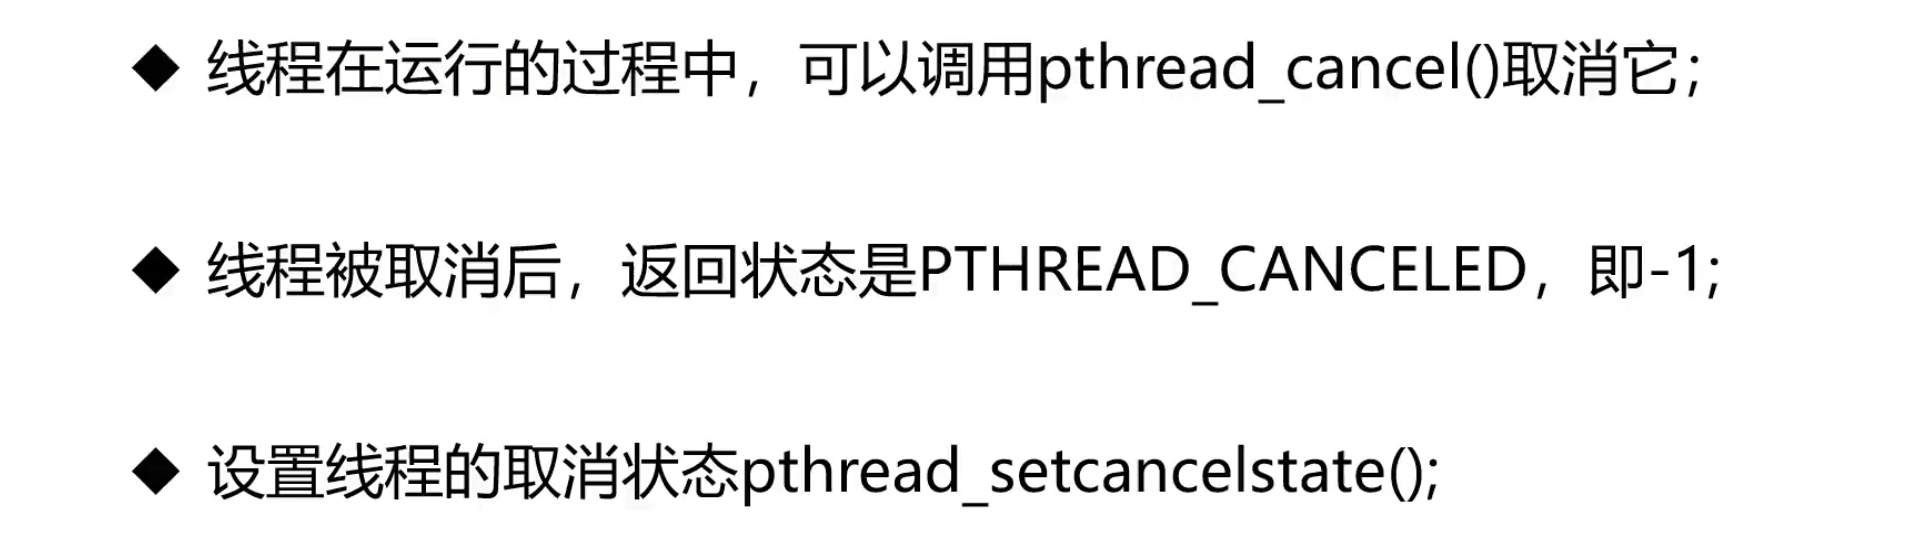 ◆ 线程在运行的过程中，可以调用pthread_cancel()取消它；
◆ 线程被取消后，返回状态是PTHREAD_CANCELED，即-1;
◆ 设置线程的取消状态pthread_setcancelstate();